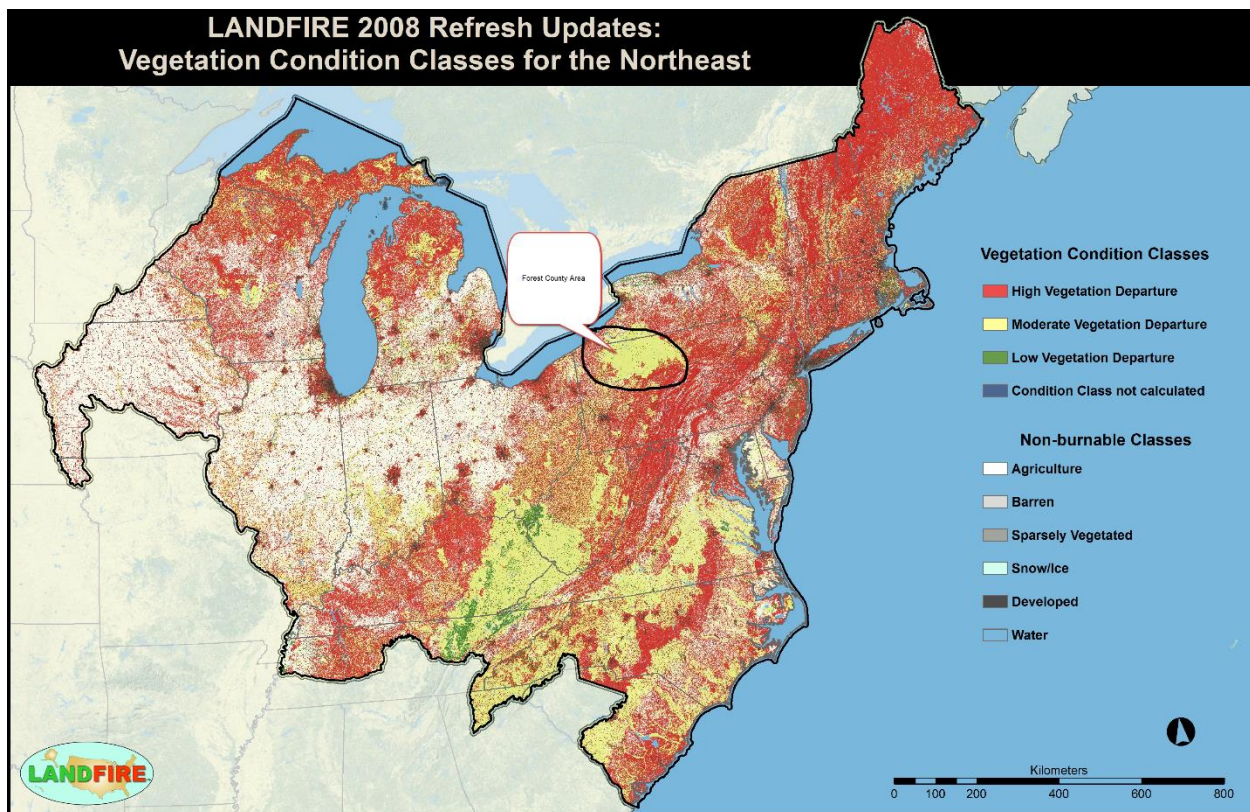 LANDFIRE 2008 Refresh Updates:
Vegetation Condition Classes for the Northeast
Forest County Area
Vegetation Condition Classes
High Vegetation Departure
Moderate Vegetation Departure
Low Vegetation Departure
Condition Class not calculated
Non-burnable Classes
Agriculture
Barren
Sparsely Vegetated
Snow/Ice
Developed
Water
LANDFIRE
Kilometers
0 100 200 400 600 800